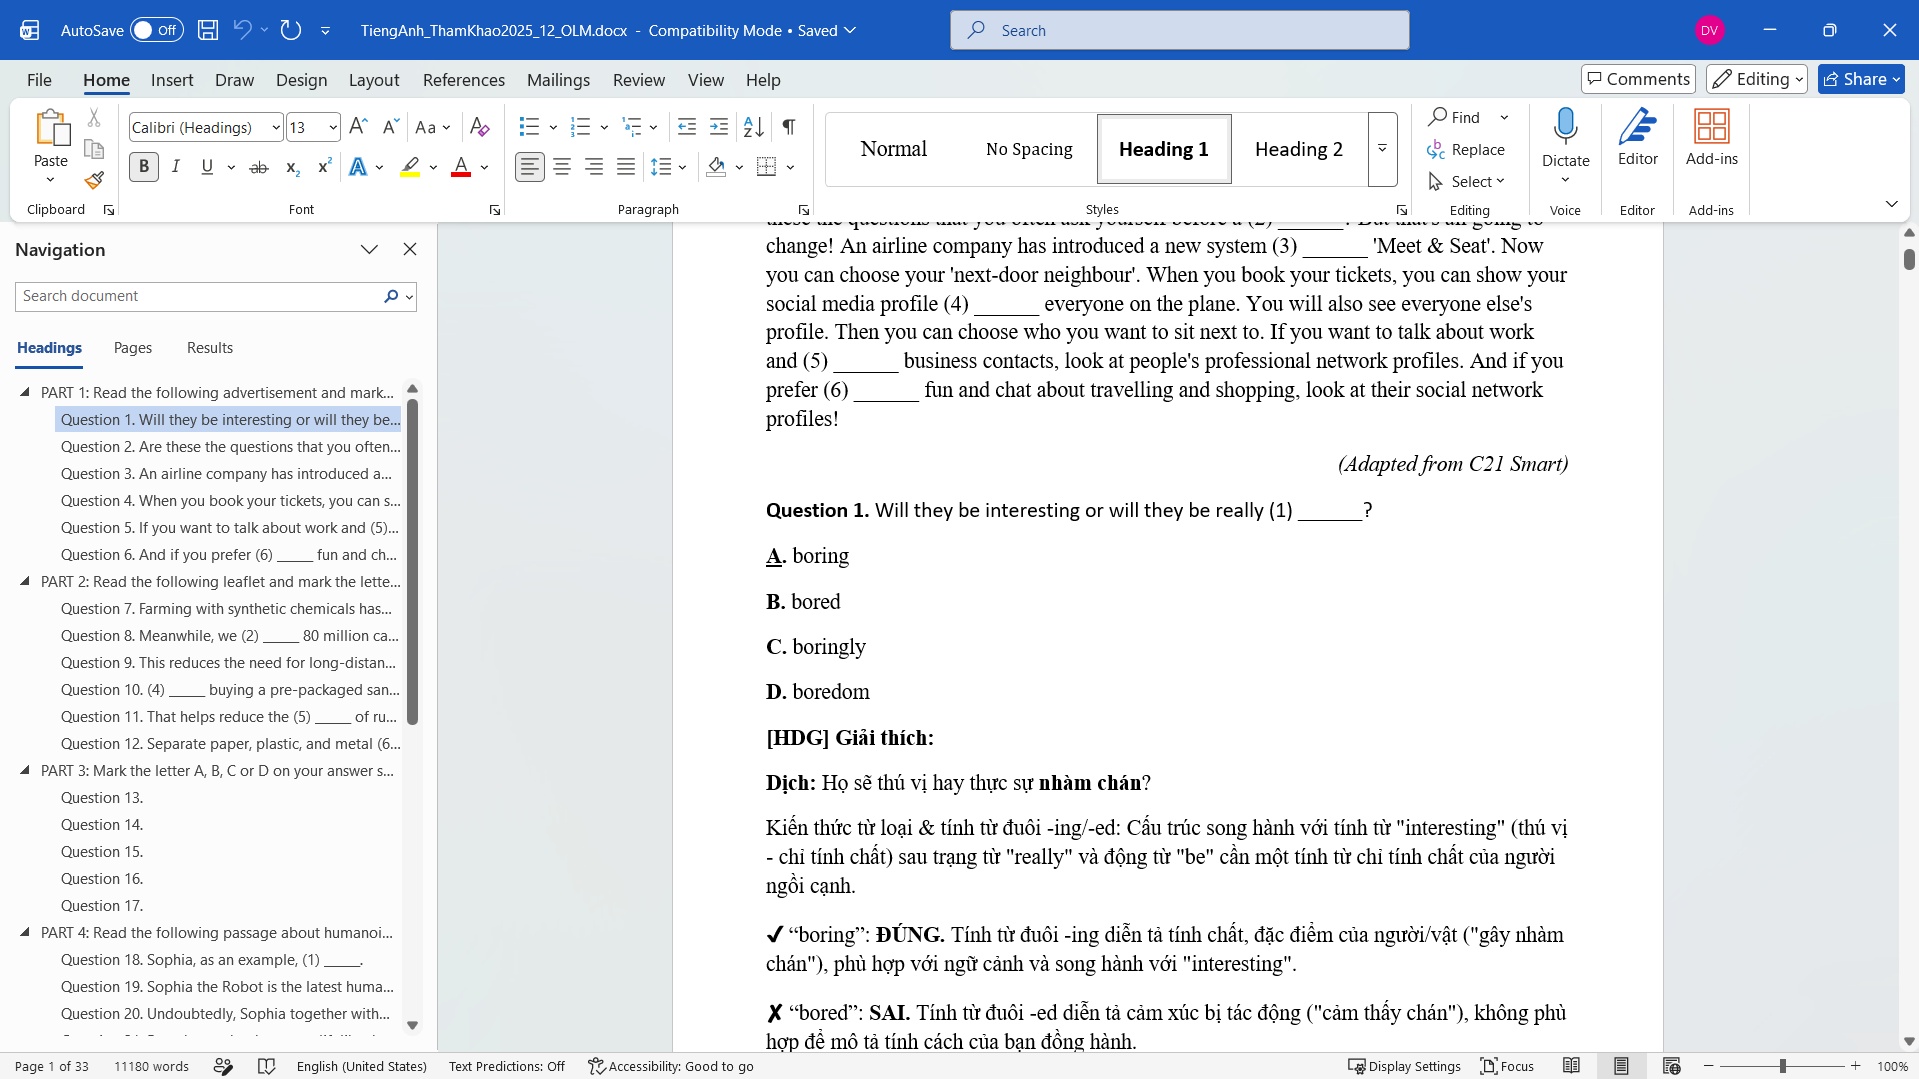 AutoSave Off TiengAnh_ThamKhao2025_12_OLM.docx - Compatibility Mode • Saved Search DV
File Home Insert Draw Design Layout References Mailings Review View Help Comments Editing Share
Paste Calibri (Headings) 13 Aa Normal No Spacing Heading 1 Heading 2 Find Replace Select Dictate Editor Add-ins
Clipboard Font Paragraph Styles Editing Voice Editor Add-ins
Navigation
Search document
Headings Pages Results
PART 1: Read the following advertisement and mark...
Question 1. Will they be interesting or will they be...
Question 2. Are these the questions that you often...
Question 3. An airline company has introduced a...
Question 4. When you book your tickets, you can s...
Question 5. If you want to talk about work and (5)...
Question 6. And if you prefer (6) _____ fun and ch...
PART 2: Read the following leaflet and mark the lette...
Question 7. Farming with synthetic chemicals has...
Question 8. Meanwhile, we (2) _____ 80 million ca...
Question 9. This reduces the need for long-distan...
Question 10. (4) _____ buying a pre-packaged san...
Question 11. That helps reduce the (5) _____ of ru...
Question 12. Separate paper, plastic, and metal (6...
PART 3: Mark the letter A, B, C or D on your answer s...
Question 13.
Question 14.
Question 15.
Question 16.
Question 17.
PART 4: Read the following passage about humanoi...
Question 18. Sophia, as an example, (1) _____.
Question 19. Sophia the Robot is the latest huma...
Question 20. Undoubtedly, Sophia together with...
these the questions that you often ask yourself before a (2) ______? But that's all going to
change! An airline company has introduced a new system (3) ______ 'Meet & Seat'. Now
you can choose your 'next-door neighbour'. When you book your tickets, you can show your
social media profile (4) ______ everyone on the plane. You will also see everyone else's
profile. Then you can choose who you want to sit next to. If you want to talk about work
and (5) ______ business contacts, look at people's professional network profiles. And if you
prefer (6) ______ fun and chat about travelling and shopping, look at their social network
profiles!
(Adapted from C21 Smart)
Question 1. Will they be interesting or will they be really (1) ______?
A. boring
B. bored
C. boringly
D. boredom
[HDG] Giải thích:
Dịch: Họ sẽ thú vị hay thực sự nhàm chán?
Kiến thức từ loại & tính từ đuôi -ing/-ed: Cấu trúc song hành với tính từ "interesting" (thú vị
- chỉ tính chất) sau trạng từ "really" và động từ "be" cần một tính từ chỉ tính chất của người
ngồi cạnh.
✔ “boring”: ĐÚNG. Tính từ đuôi -ing diễn tả tính chất, đặc điểm của người/vật ("gây nhàm
chán"), phù hợp với ngữ cảnh và song hành với "interesting".
✘ “bored”: SAI. Tính từ đuôi -ed diễn tả cảm xúc bị tác động ("cảm thấy chán"), không phù
hợp để mô tả tính cách của bạn đồng hành.
Page 1 of 33 11180 words English (United States) Text Predictions: Off Accessibility: Good to go Display Settings Focus 100%